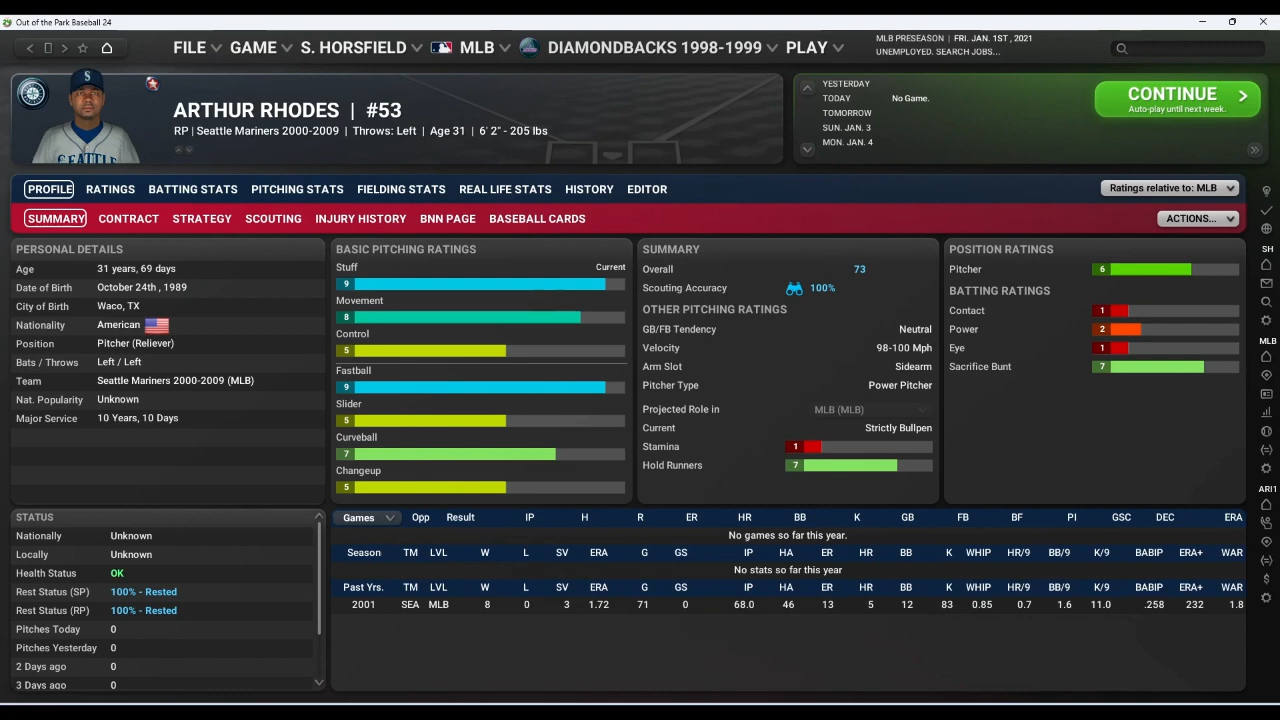 Out of the Park Baseball 24
FILE GAME S. HORSFIELD MLB DIAMONDBACKS 1998-1999 PLAY
MLB PRESEASON | FRI. JAN. 1ST , 2021
UNEMPLOYED. SEARCH JOBS...
ARTHUR RHODES | #53
RP | Seattle Mariners 2000-2009 | Throws: Left | Age 31 | 6' 2" - 205 lbs
SEATTLE
YESTERDAY
TODAY No Game.
TOMORROW
SUN. JAN. 3
MON. JAN. 4
CONTINUE
Auto-play until next week.
PROFILE RATINGS BATTING STATS PITCHING STATS FIELDING STATS REAL LIFE STATS HISTORY EDITOR
Ratings relative to: MLB
SUMMARY CONTRACT STRATEGY SCOUTING INJURY HISTORY BNN PAGE BASEBALL CARDS
ACTIONS...
PERSONAL DETAILS
Age 31 years, 69 days
Date of Birth October 24th , 1989
City of Birth Waco, TX
Nationality American
Position Pitcher (Reliever)
Bats / Throws Left / Left
Team Seattle Mariners 2000-2009 (MLB)
Nat. Popularity Unknown
Major Service 10 Years, 10 Days
BASIC PITCHING RATINGS
Stuff Current
9
Movement
8
Control
5
Fastball
9
Slider
5
Curveball
7
Changeup
5
SUMMARY
Overall 73
Scouting Accuracy 100%
OTHER PITCHING RATINGS
GB/FB Tendency Neutral
Velocity 98-100 Mph
Arm Slot Sidearm
Pitcher Type Power Pitcher
Projected Role in MLB (MLB)
Current Strictly Bullpen
Stamina 1
Hold Runners 7
POSITION RATINGS
Pitcher 6
BATTING RATINGS
Contact 1
Power 2
Eye 1
Sacrifice Bunt 7
STATUS
Nationally Unknown
Locally Unknown
Health Status OK
Rest Status (SP) 100% - Rested
Rest Status (RP) 100% - Rested
Pitches Today 0
Pitches Yesterday 0
2 Days ago 0
3 Days ago 0
Games Opp Result IP H R ER HR BB K GB FB BF PI GSC DEC ERA
No games so far this year.
Season TM LVL W L SV ERA G GS IP HA ER HR BB K WHIP HR/9 BB/9 K/9 BABIP ERA+ WAR
No stats so far this year
Past Yrs. TM LVL W L SV ERA G GS IP HA ER HR BB K WHIP HR/9 BB/9 K/9 BABIP ERA+ WAR
2001 SEA MLB 8 0 3 1.72 71 0 68.0 46 13 5 12 83 0.85 0.7 1.6 11.0 .258 232 1.8
SH
MLB
ARI1